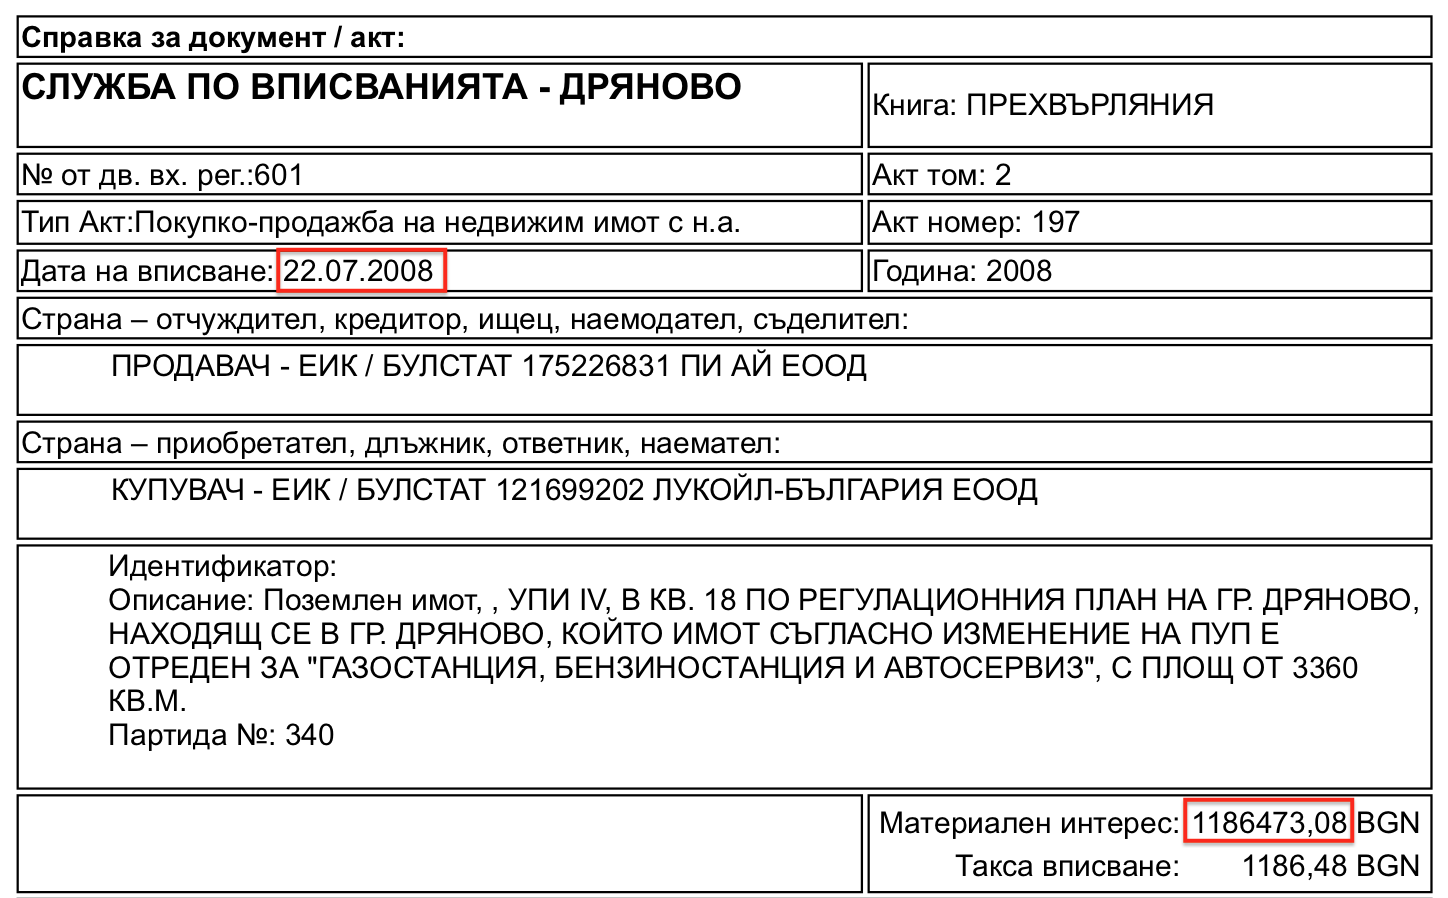 Справка за документ / акт:
СЛУЖБА ПО ВПИСВАНИЯТА - ДРЯНОВО
Книга: ПРЕХВЪРЛЯНИЯ
№ от дв. вх. рег.:601
Акт том: 2
Тип Акт:Покупко-продажба на недвижим имот с н.а.
Акт номер: 197
Дата на вписване: 22.07.2008
Година: 2008
Страна – отчуждител, кредитор, ищец, наемодател, съделител:
ПРОДАВАЧ - ЕИК / БУЛСТАТ 175226831 ПИ АЙ ЕООД
Страна – приобретател, длъжник, ответник, наемател:
КУПУВАЧ - ЕИК / БУЛСТАТ 121699202 ЛУКОЙЛ-БЪЛГАРИЯ ЕООД
Идентификатор:
Описание: Поземлен имот, , УПИ IV, В КВ. 18 ПО РЕГУЛАЦИОННИЯ ПЛАН НА ГР. ДРЯНОВО,
НАХОДЯЩ СЕ В ГР. ДРЯНОВО, КОЙТО ИМОТ СЪГЛАСНО ИЗМЕНЕНИЕ НА ПУП Е
ОТРЕДЕН ЗА "ГАЗОСТАНЦИЯ, БЕНЗИНОСТАНЦИЯ И АВТОСЕРВИЗ", С ПЛОЩ ОТ 3360
КВ.М.
Партида №: 340
Материален интерес: 1186473,08 BGN
Такса вписване: 1186,48 BGN